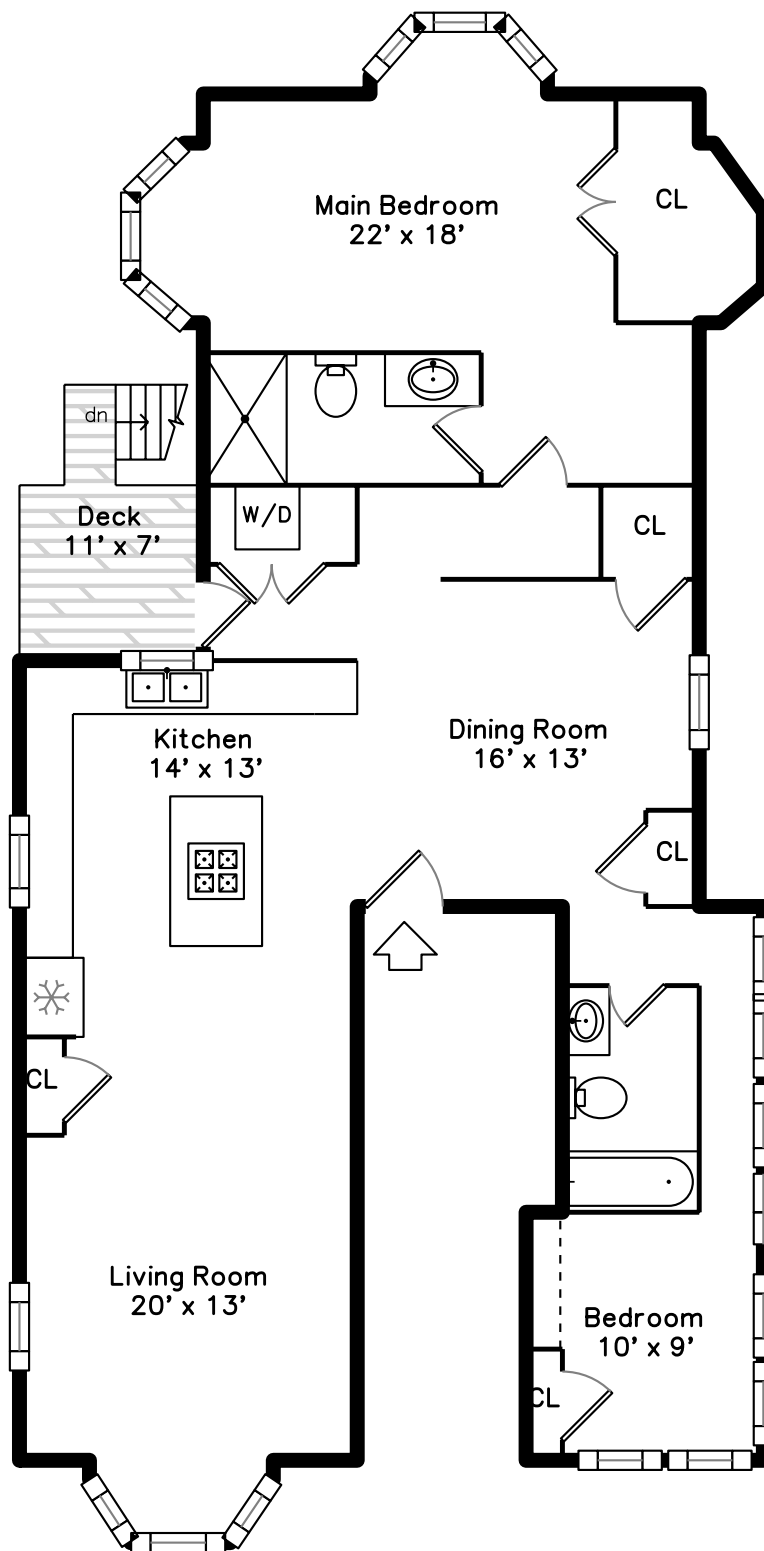 Main Bedroom
22' x 18'
CL
dn
Deck
11' x 7'
W/D
CL
Kitchen
14' x 13'
Dining Room
16' x 13'
CL
CL
Living Room
20' x 13'
Bedroom
10' x 9'
CL